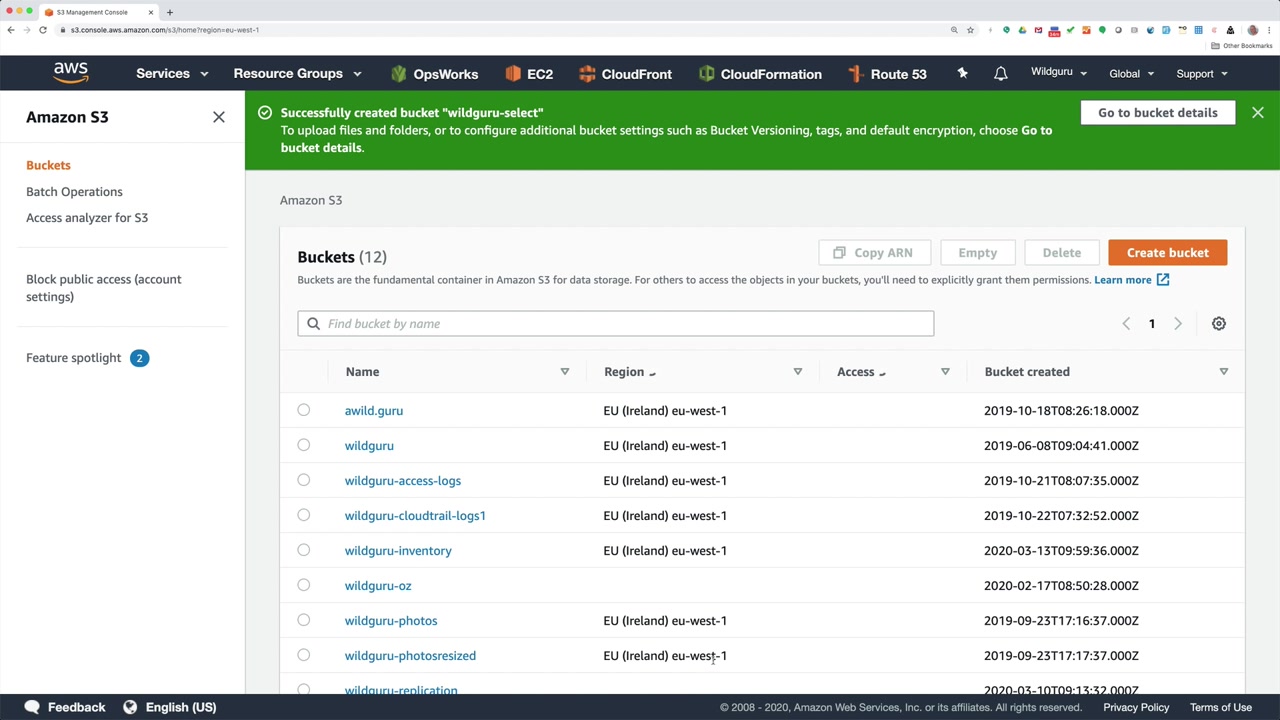 S3 Management Console
s3.console.aws.amazon.com/s3/home?region=eu-west-1
Other Bookmarks
aws
Services
Resource Groups
OpsWorks
EC2
CloudFront
CloudFormation
Route 53
Wildguru
Global
Support
Amazon S3
Buckets
Batch Operations
Access analyzer for S3
Block public access (account
settings)
Feature spotlight 2
Successfully created bucket "wildguru-select"
To upload files and folders, or to configure additional bucket settings such as Bucket Versioning, tags, and default encryption, choose Go to
bucket details.
Go to bucket details
Amazon S3
Buckets (12)
Copy ARN
Empty
Delete
Create bucket
Buckets are the fundamental container in Amazon S3 for data storage. For others to access the objects in your buckets, you'll need to explicitly grant them permissions. Learn more
Find bucket by name
1
Name Region Access Bucket created
awild.guru EU (Ireland) eu-west-1 2019-10-18T08:26:18.000Z
wildguru EU (Ireland) eu-west-1 2019-06-08T09:04:41.000Z
wildguru-access-logs EU (Ireland) eu-west-1 2019-10-21T08:07:35.000Z
wildguru-cloudtrail-logs1 EU (Ireland) eu-west-1 2019-10-22T07:32:52.000Z
wildguru-inventory EU (Ireland) eu-west-1 2020-03-13T09:59:36.000Z
wildguru-oz 2020-02-17T08:50:28.000Z
wildguru-photos EU (Ireland) eu-west-1 2019-09-23T17:16:37.000Z
wildguru-photosresized EU (Ireland) eu-west-1 2019-09-23T17:17:37.000Z
wildguru-replication 2020-03-10T09:13:32.000Z
Feedback
English (US)
© 2008 - 2020, Amazon Web Services, Inc. or its affiliates. All rights reserved.
Privacy Policy
Terms of Use